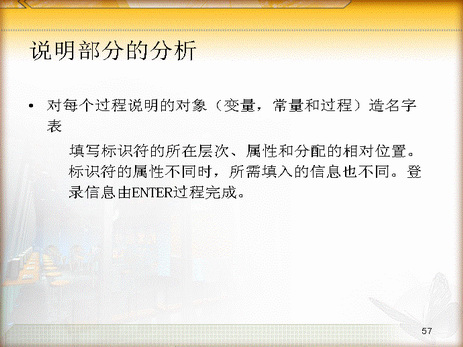 说明部分的分析
• 对每个过程说明的对象（变量，常量和过程）造名字
表
填写标识符的所在层次、属性和分配的相对位置。
标识符的属性不同时，所需填入的信息也不同。登
录信息由ENTER过程完成。
57